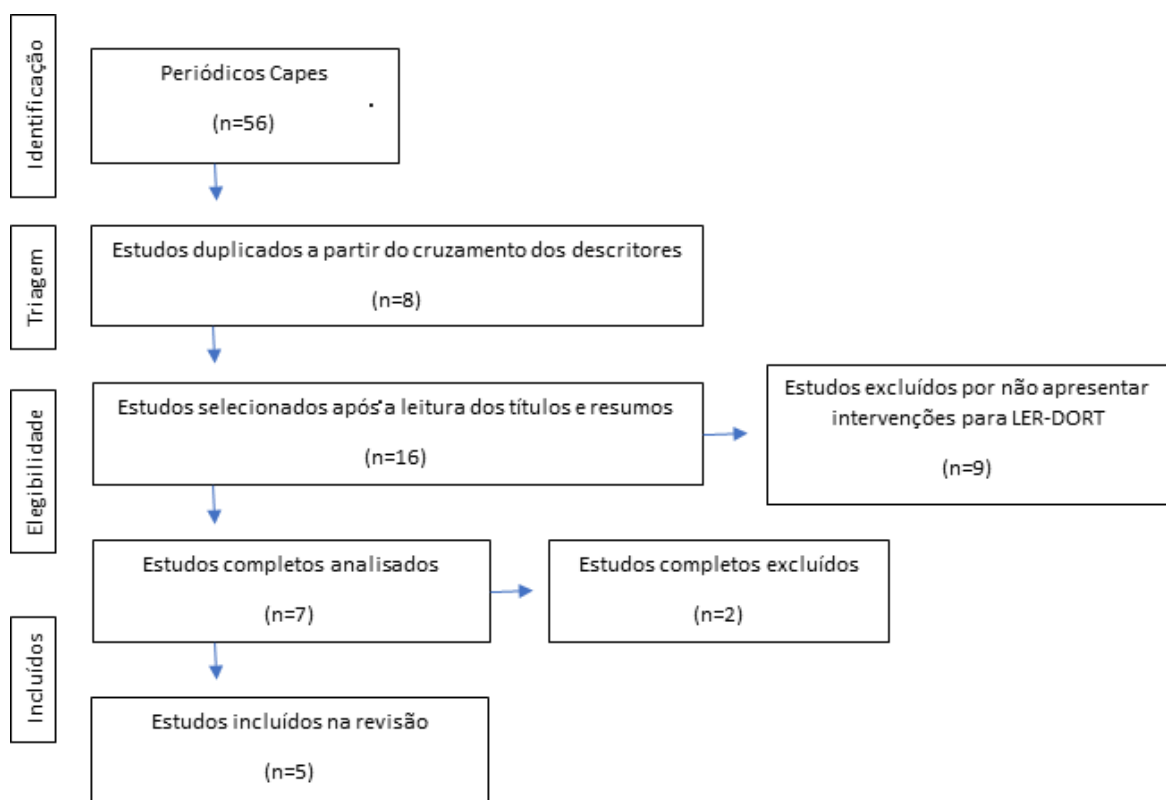 Identificação
Periódicos Capes
(n=56)
Triagem
Estudos duplicados a partir do cruzamento dos descritores
(n=8)
Elegibilidade
Estudos selecionados após a leitura dos títulos e resumos
(n=16)
Estudos excluídos por não apresentar
intervenções para LER-DORT
(n=9)
Estudos completos analisados
(n=7)
Estudos completos excluídos
(n=2)
Incluídos
Estudos incluídos na revisão
(n=5)